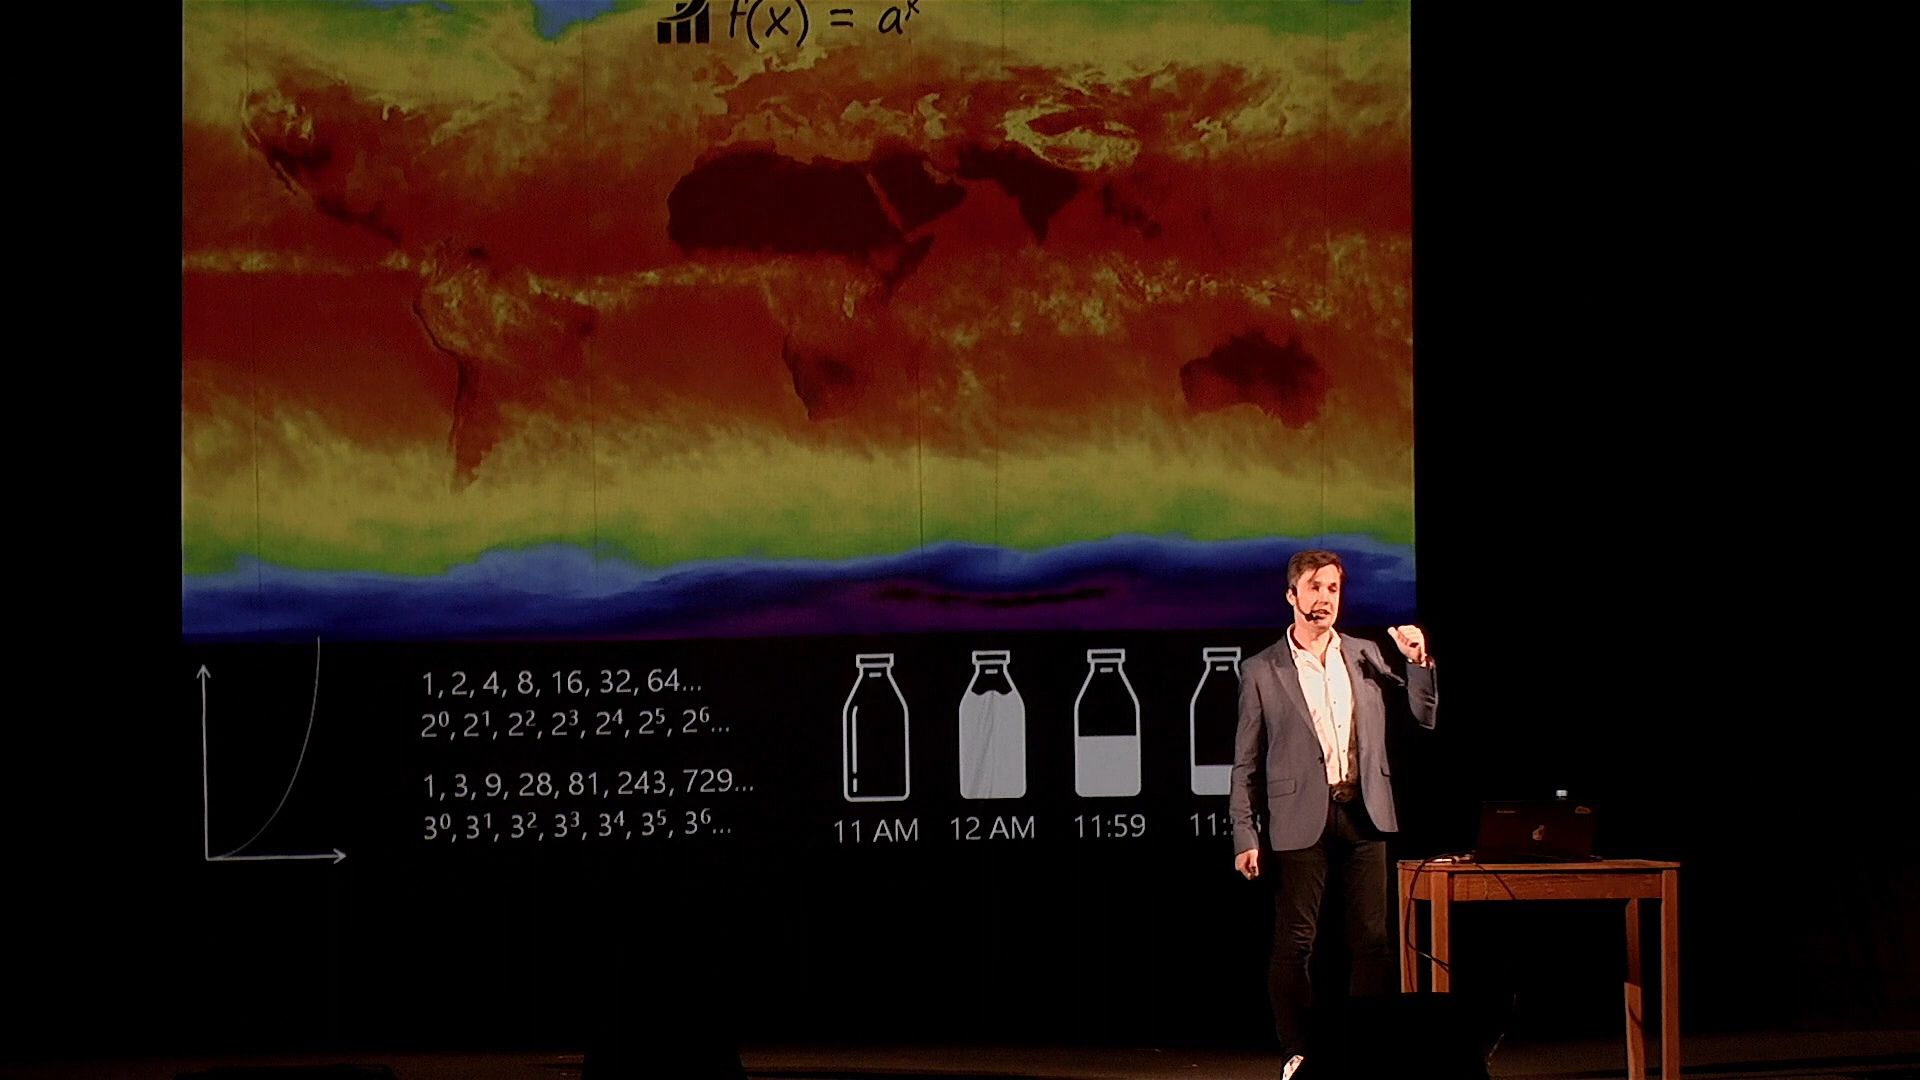 f(x) = aˣ
1, 2, 4, 8, 16, 32, 64...
2⁰, 2¹, 2², 2³, 2⁴, 2⁵, 2⁶...
1, 3, 9, 28, 81, 243, 729...
3⁰, 3¹, 3², 3³, 3⁴, 3⁵, 3⁶...
11 AM 12 AM 11:59